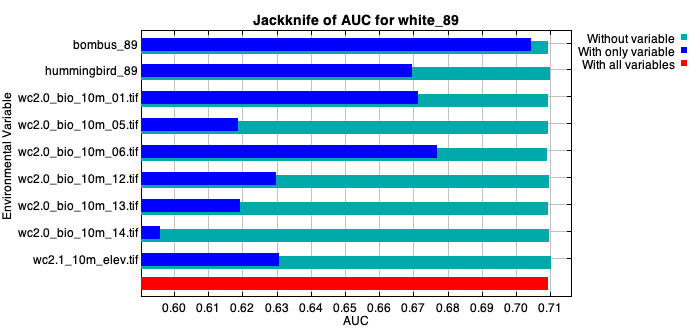 Jackknife of AUC for white_89
Without variable
With only variable
With all variables
Environmental Variable
bombus_89
hummingbird_89
wc2.0_bio_10m_01.tif
wc2.0_bio_10m_05.tif
wc2.0_bio_10m_06.tif
wc2.0_bio_10m_12.tif
wc2.0_bio_10m_13.tif
wc2.0_bio_10m_14.tif
wc2.1_10m_elev.tif
0.60 0.61 0.62 0.63 0.64 0.65 0.66 0.67 0.68 0.69 0.70 0.71
AUC